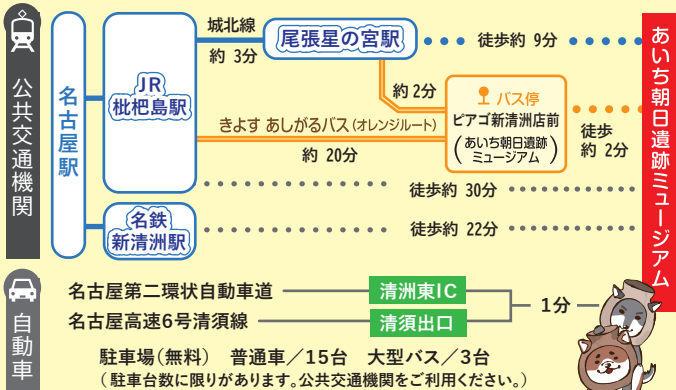 公共交通機関
名古屋駅
JR
枇杷島駅
城北線
約 3分
尾張星の宮駅
徒歩約 9分
約2分
きよす あしがるバス（オレンジルート）
約 20分
バス停
ピアゴ新清洲店前
（あいち朝日遺跡
ミュージアム）
徒歩
約 2分
徒歩約 30分
名鉄
新清洲駅
徒歩約 22分
あいち朝日遺跡ミュージアム
自動車
名古屋第二環状自動車道
清洲東IC
名古屋高速6号清須線
清須出口
1分
駐車場（無料） 普通車／15台 大型バス／3台
（駐車台数に限りがあります。公共交通機関をご利用ください。）